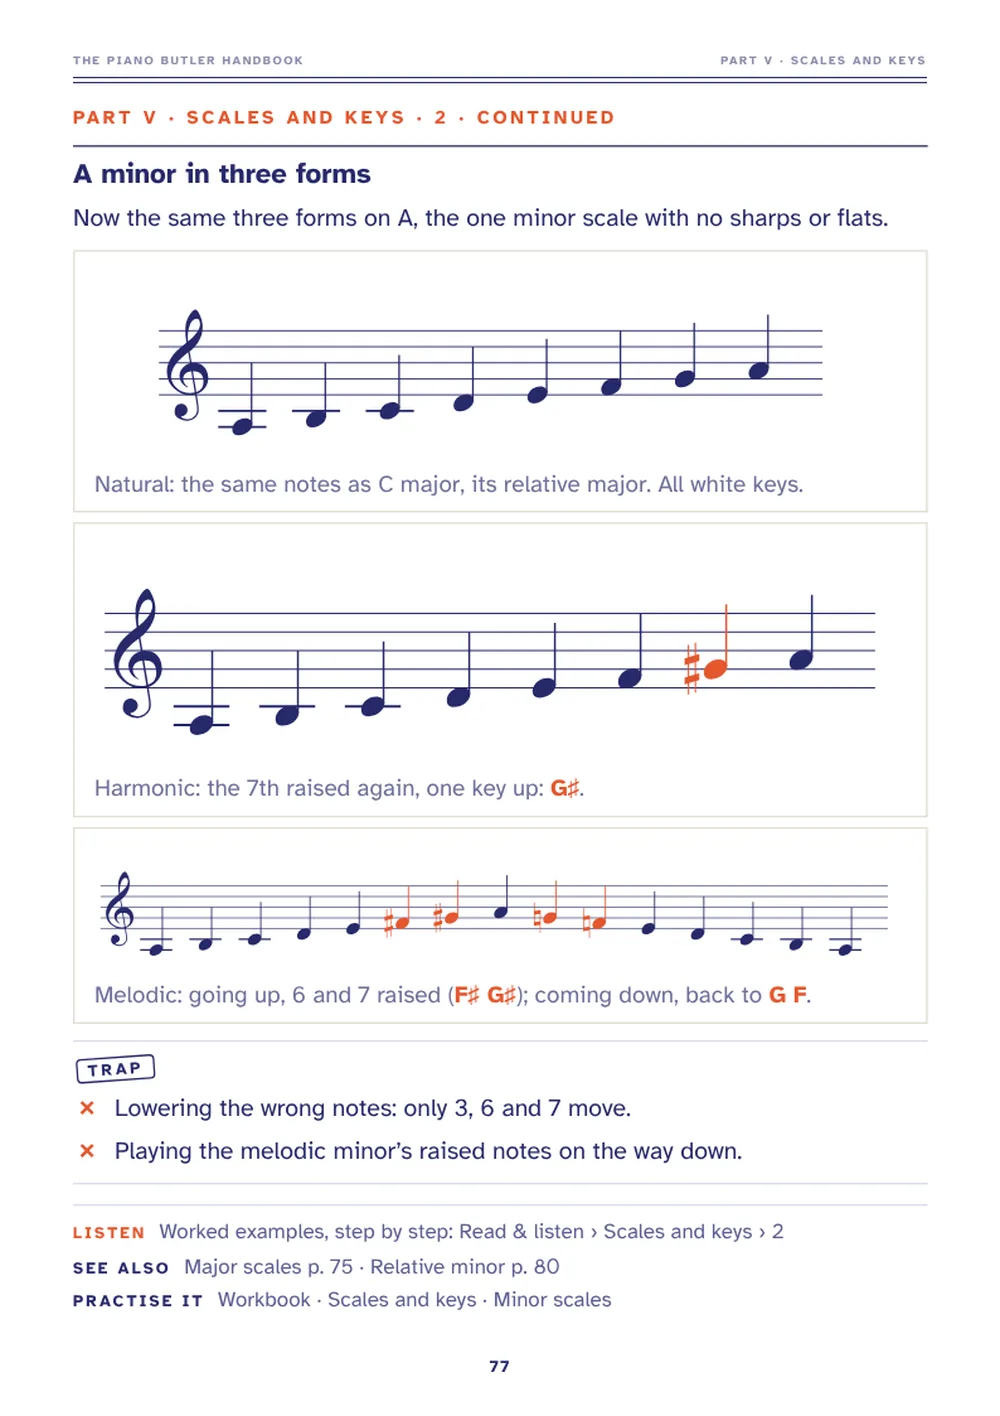 THE PIANO BUTLER HANDBOOK
PART V · SCALES AND KEYS
PART V · SCALES AND KEYS · 2 · CONTINUED
A minor in three forms
Now the same three forms on A, the one minor scale with no sharps or flats.
Natural: the same notes as C major, its relative major. All white keys.
Harmonic: the 7th raised again, one key up: G♯.
Melodic: going up, 6 and 7 raised (F♯ G♯); coming down, back to G F.
TRAP
× Lowering the wrong notes: only 3, 6 and 7 move.
× Playing the melodic minor’s raised notes on the way down.
LISTEN Worked examples, step by step: Read & listen › Scales and keys › 2
SEE ALSO Major scales p. 75 · Relative minor p. 80
PRACTISE IT Workbook · Scales and keys · Minor scales
77